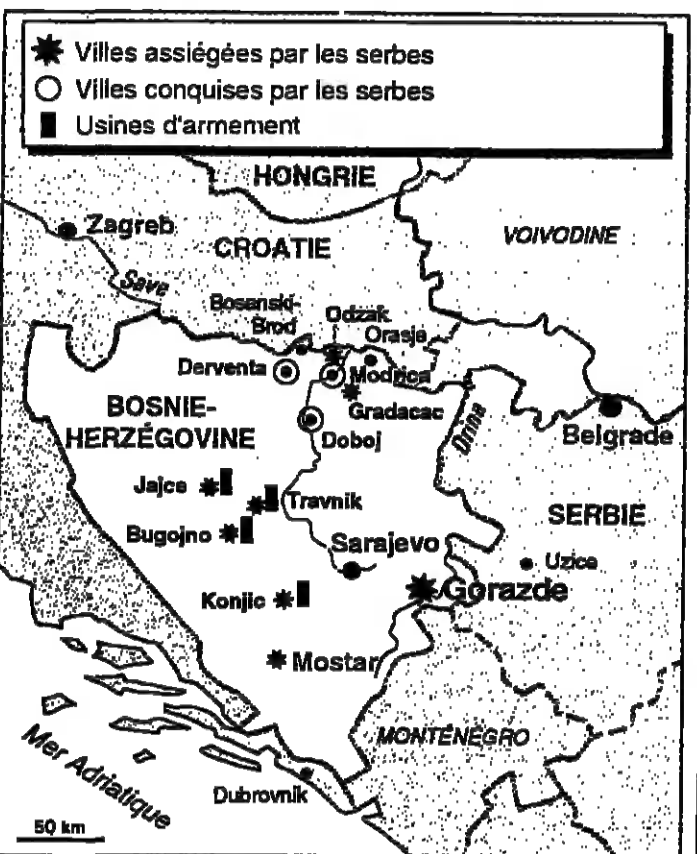 Villes assiégées par les serbes
Villes conquises par les serbes
Usines d'armement
HONGRIE
Zagreb
VOIVODINE
CROATIE
Save
Bosanski-
Brod
Odzak
Orasje
Derventa
Modrica
BOSNIE-
HERZÉGOVINE
Gradacac
Drina
Belgrade
Doboj
Jajce
Travnik
SERBIE
Bugojno
Sarajevo
Uzice
Gorazde
Konjic
Mostar
MONTÉNÉGRO
Mer Adriatique
Dubrovnik
50 km